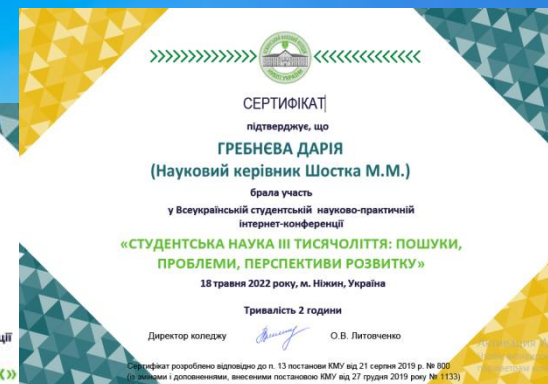 СЕРТИФІКАТ
підтверджує, що
ГРЕБНЄВА ДАРІЯ
(Науковий керівник Шостка М.М.)
брала участь
у Всеукраїнській студентській науково-практичній
інтернет-конференції
«СТУДЕНТСЬКА НАУКА ІІІ ТИСЯЧОЛІТТЯ: ПОШУКИ,
ПРОБЛЕМИ, ПЕРСПЕКТИВИ РОЗВИТКУ»
18 травня 2022 року, м. Ніжин, Україна
Тривалість 2 години
Директор коледжу О.В. Литовченко
Сертифікат розроблено відповідно до п. 13 постанови КМУ від 21 серпня 2019 р. № 800
(із змінами і доповненнями, внесеними постановою КМУ від 27 грудня 2019 року № 1133)